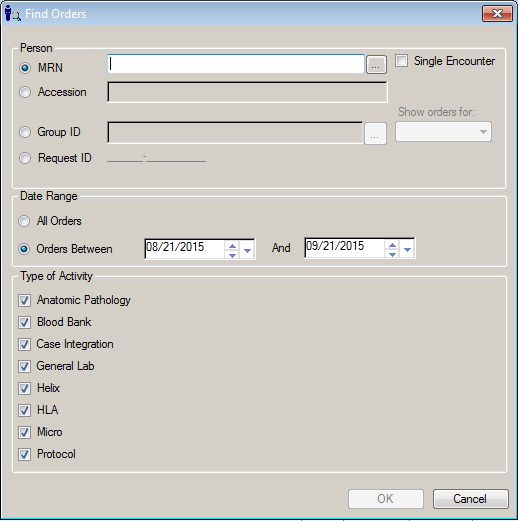 Find Orders
Person
MRN ... Single Encounter
Accession
Show orders for:
Group ID ...
Request ID ______-__________
Date Range
All Orders
Orders Between 08/21/2015 And 09/21/2015
Type of Activity
Anatomic Pathology
Blood Bank
Case Integration
General Lab
Helix
HLA
Micro
Protocol
OK Cancel